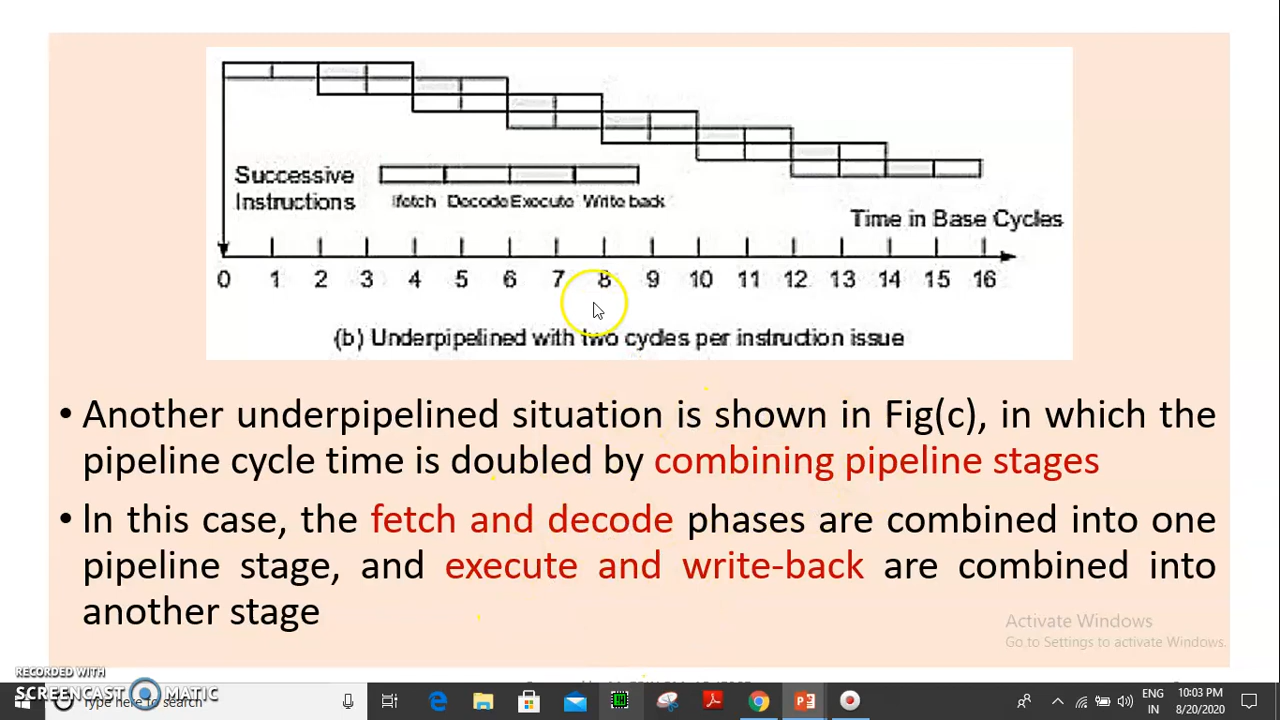 Successive
Instructions
Ifetch Decode Execute Write back
Time in Base Cycles
0 1 2 3 4 5 6 7 8 9 10 11 12 13 14 15 16
(b) Underpipelined with two cycles per instruction issue
• Another underpipelined situation is shown in Fig(c), in which the
pipeline cycle time is doubled by combining pipeline stages
• In this case, the fetch and decode phases are combined into one
pipeline stage, and execute and write-back are combined into
another stage
Activate Windows
Go to Settings to activate Windows.
RECORDED WITH
SCREENCAST MATIC
Type here to search
ENG
IN
10:03 PM
8/20/2020